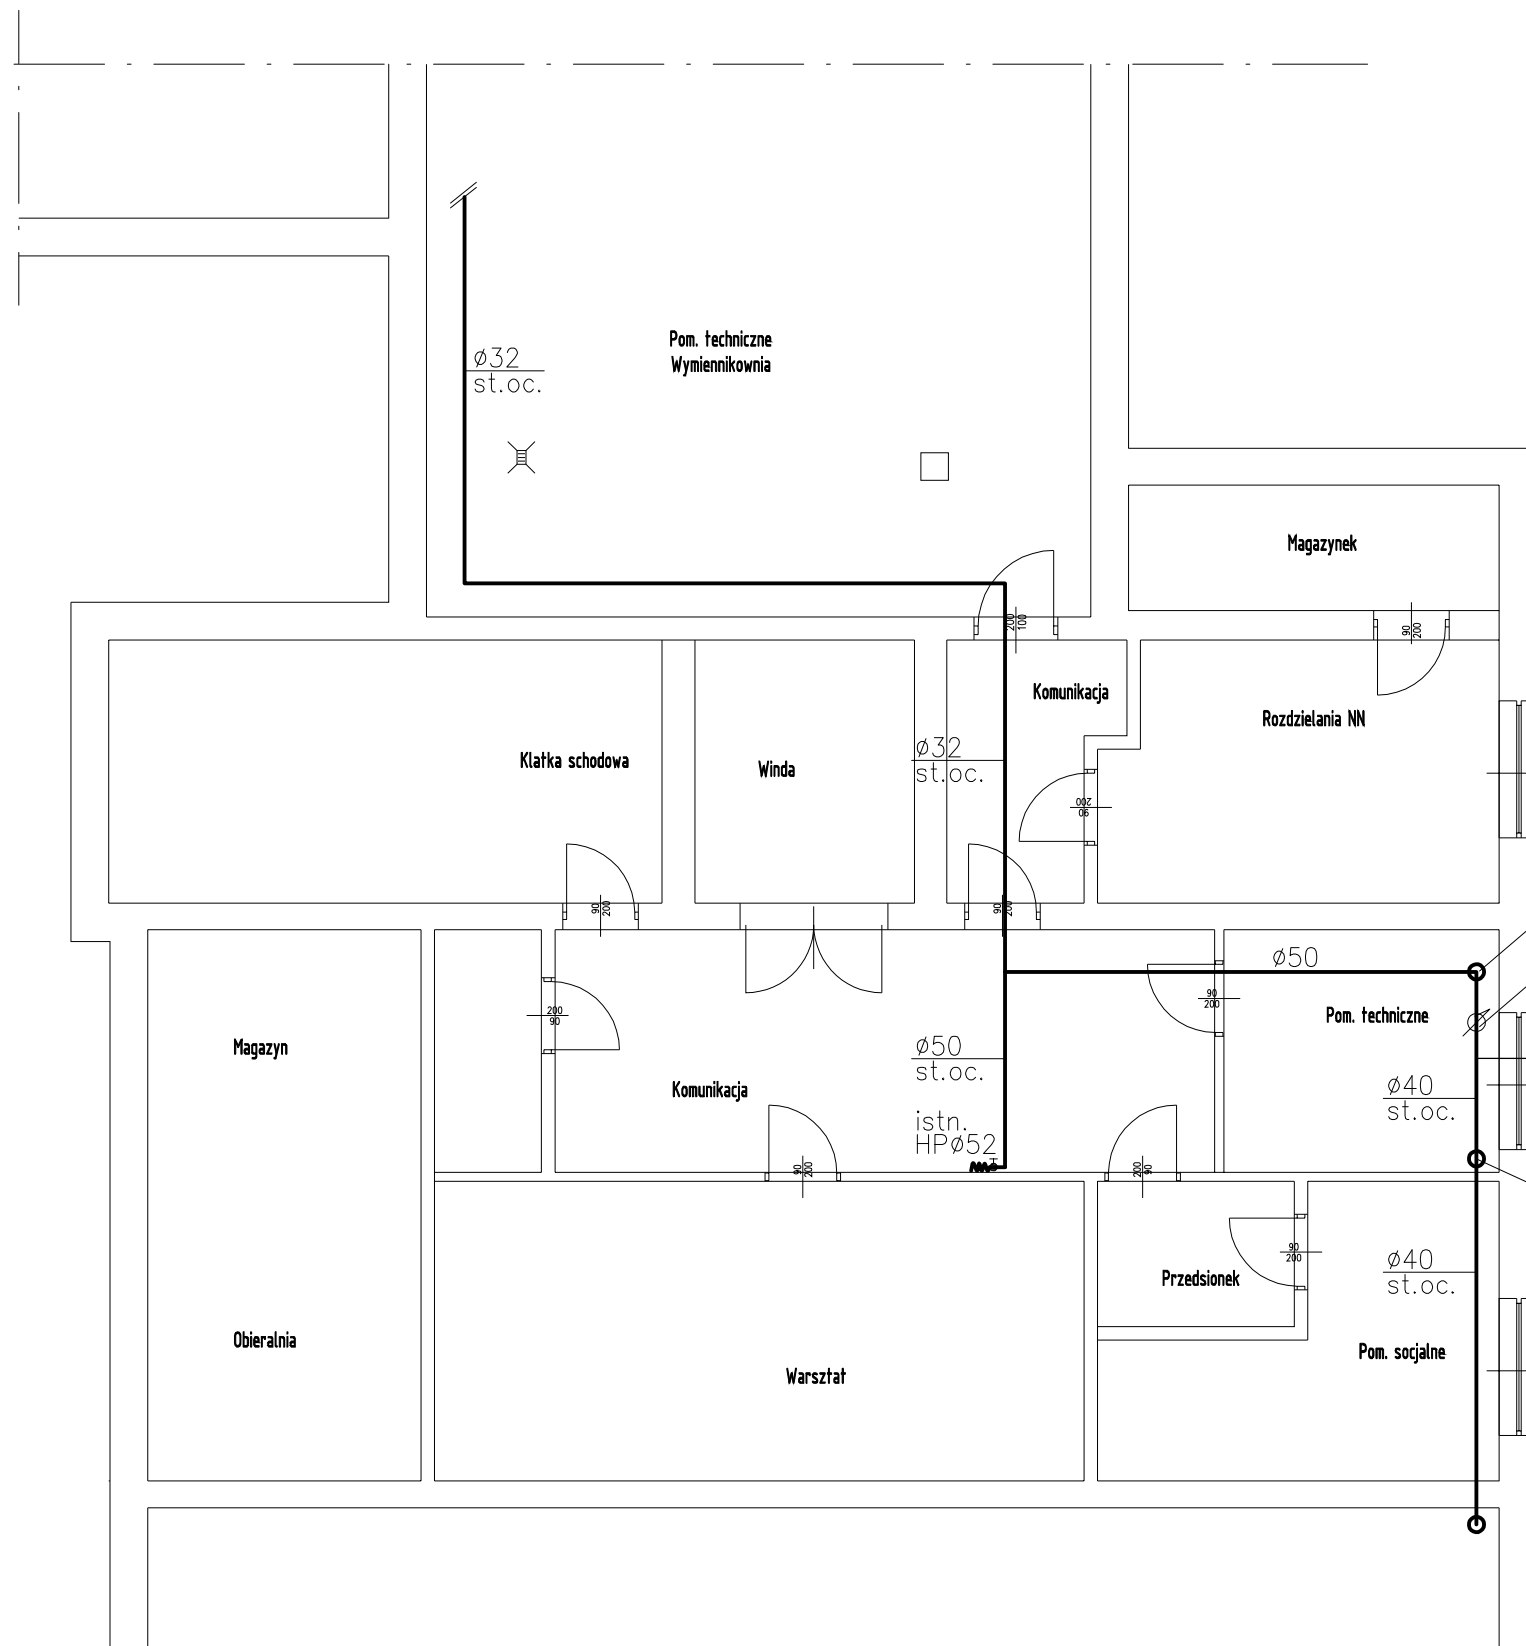 Pom. techniczne
Wymiennikownia
ø32
st.oc.
Magazynek
200
100
90
200
Komunikacja
Rozdzielania NN
ø32
st.oc.
Klatka schodowa
Winda
200
90
90
200
90
200
ø50
90
200
200
90
Pom. techniczne
Magazyn
ø50
st.oc.
Komunikacja
ø40
st.oc.
istn.
HPø52
90
200
200
90
90
200
ø40
st.oc.
Przedsionek
Obieralnia
Pom. socjalne
Warsztat